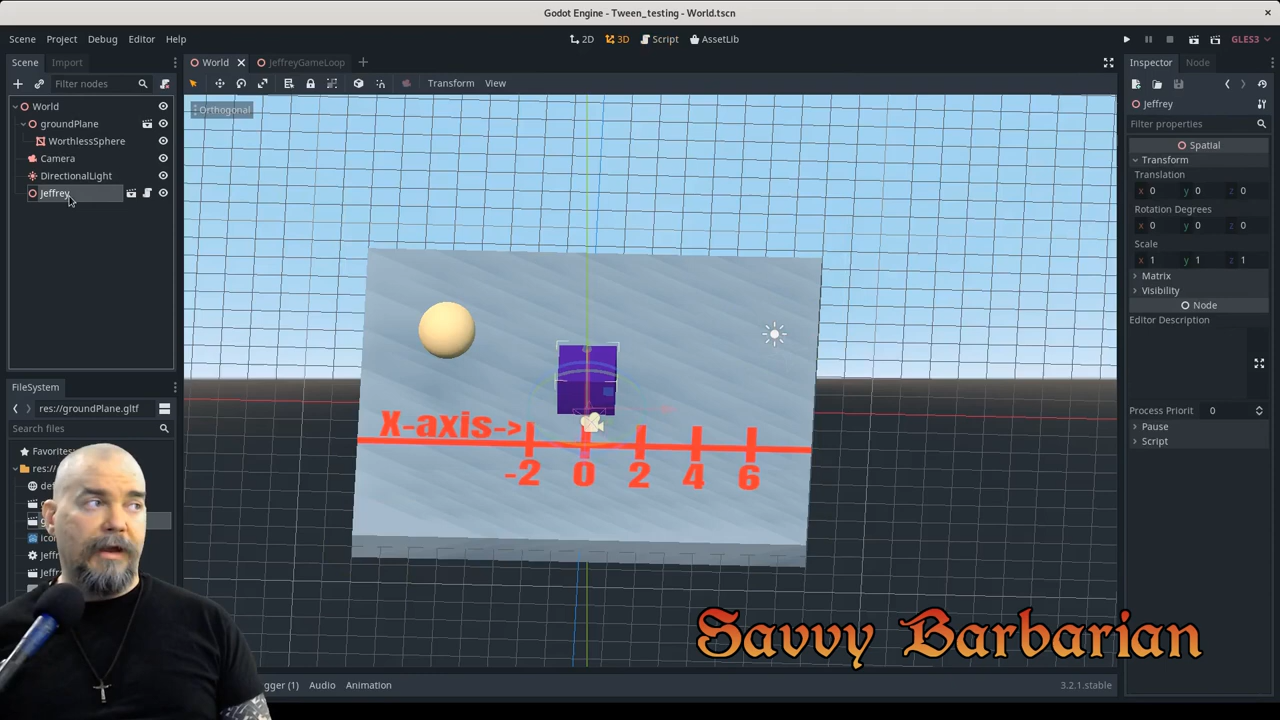 Godot Engine - Tween_testing - World.tscn
×
Scene Project Debug Editor Help
2D 3D Script AssetLib
GLES3
Scene Import
World × JeffreyGameLoop
Inspector Node
Filter nodes
Transform View
World
groundPlane
WorthlessSphere
Camera
DirectionalLight
Jeffrey
Orthogonal
X-axis->
-2 0 2 4 6
Jeffrey
Filter properties
Spatial
Transform
Translation
x 0 y 0 z 0
Rotation Degrees
x 0 y 0 z 0
Scale
x 1 y 1 z 1
Matrix
Visibility
Node
Editor Description
Process Priorit 0
Pause
Script
FileSystem
res://groundPlane.gltf
Search files
Favorites
res://
Savvy Barbarian
Audio Animation
3.2.1.stable